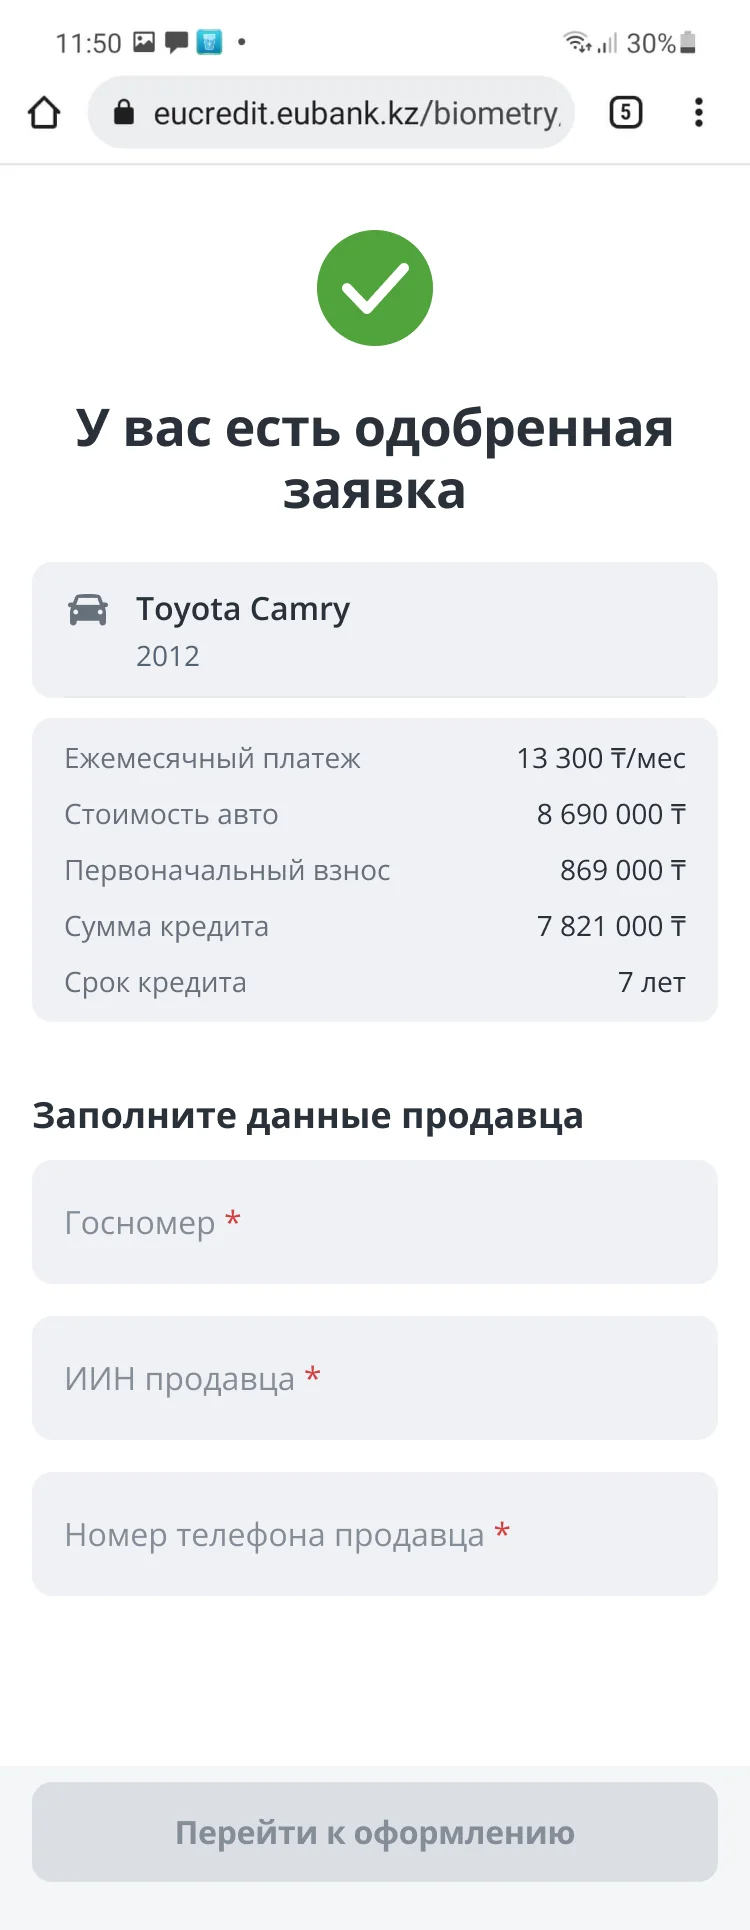 11:50
30%
eucredit.eubank.kz/biometry
5
У вас есть одобренная
заявка
Toyota Camry
2012
Ежемесячный платеж 13 300 ₸/мес
Стоимость авто 8 690 000 ₸
Первоначальный взнос 869 000 ₸
Сумма кредита 7 821 000 ₸
Срок кредита 7 лет
Заполните данные продавца
Госномер *
ИИН продавца *
Номер телефона продавца *
Перейти к оформлению